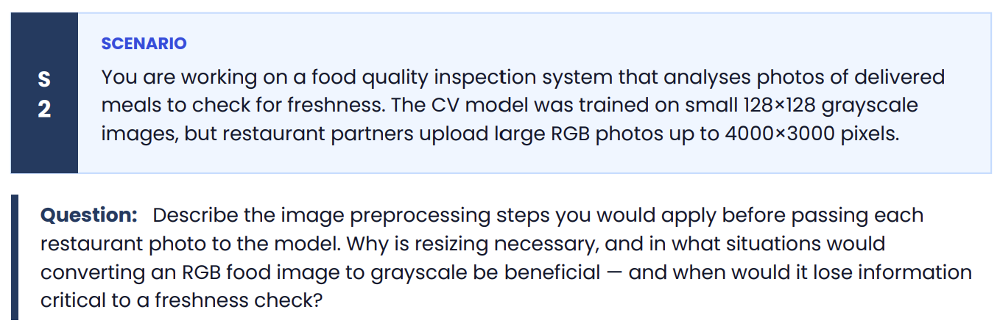 S
2
SCENARIO
You are working on a food quality inspection system that analyses photos of delivered
meals to check for freshness. The CV model was trained on small 128×128 grayscale
images, but restaurant partners upload large RGB photos up to 4000×3000 pixels.
Question: Describe the image preprocessing steps you would apply before passing each
restaurant photo to the model. Why is resizing necessary, and in what situations would
converting an RGB food image to grayscale be beneficial — and when would it lose information
critical to a freshness check?